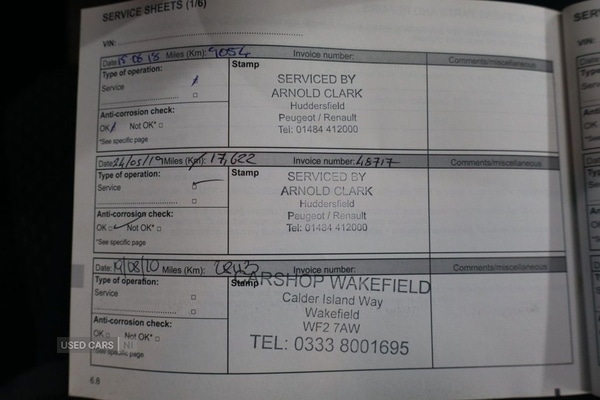 SERVICE SHEETS (1/6)
VIN:
Date: 15 06 18 Miles (Km): 9054 Invoice number: Comments/miscellaneous
Type of operation: Stamp
Service
SERVICED BY
ARNOLD CLARK
Huddersfield
Peugeot / Renault
Tel: 01484 412000
Anti-corrosion check:
OK Not OK*
*See specific page
Date: 24/05/19 Miles (Km): 17,622 Invoice number: 48717 Comments/miscellaneous
Type of operation: Stamp
Service
SERVICED BY
ARNOLD CLARK
Huddersfield
Peugeot / Renault
Tel: 01484 412000
Anti-corrosion check:
OK Not OK*
*See specific page
Date: Miles (Km): Invoice number: Comments/miscellaneous
Type of operation: Stamp
Service
CARSHOP WAKEFIELD
Calder Island Way
Wakefield
WF2 7AW
TEL: 0333 8001695
Anti-corrosion check:
OK Not OK*
*See specific page
USED CARS NI
6.8